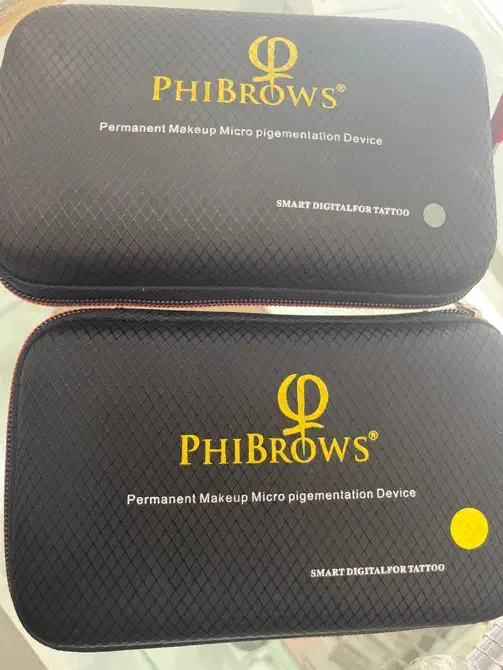 PHIBROWS®
Permanent Makeup Micro pigementation Device
SMART DIGITALFOR TATTOO
PHIBROWS®
Permanent Makeup Micro pigementation Device
SMART DIGITALFOR TATTOO